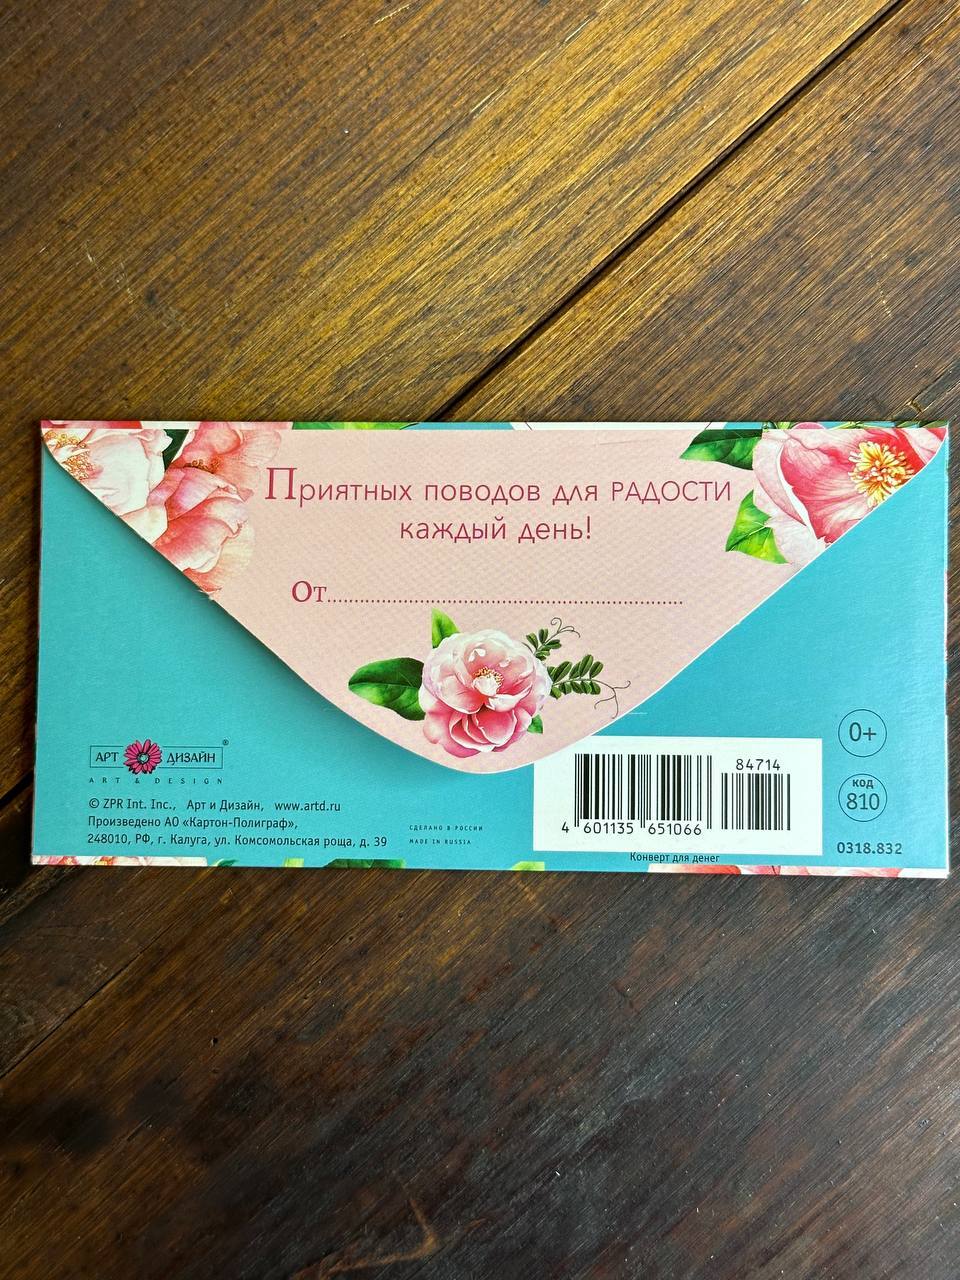 Приятных поводов для РАДОСТИ
каждый день!
От......................................................................
АРТ ДИЗАЙН®
ART & DESIGN
© ZPR Int. Inc., Арт и Дизайн, www.artd.ru
Произведено АО «Картон-Полиграф»,
248010, РФ, г. Калуга, ул. Комсомольская роща, д. 39
СДЕЛАНО В РОССИИ
MADE IN RUSSIA
84714
4 601135 651066
Конверт для денег
0+
код
810
0318.832